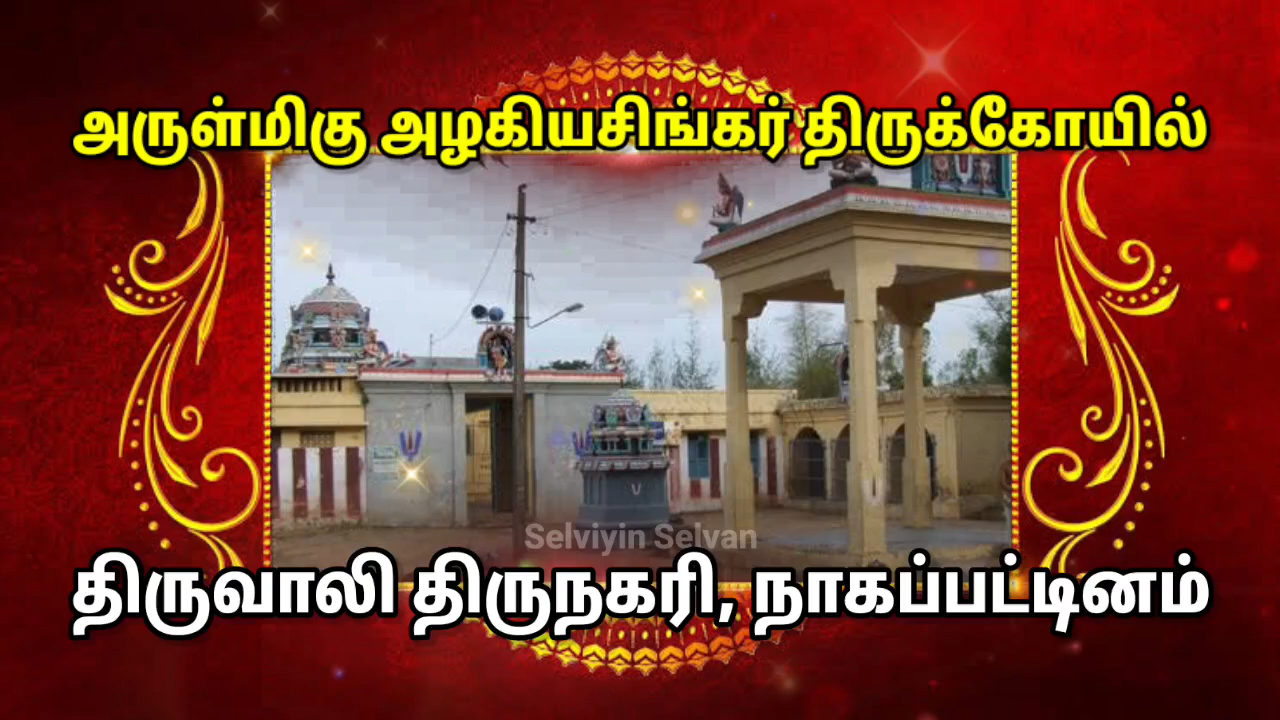 அருள்மிகு அழகியசிங்கர் திருக்கோயில்
Selviyin Selvan
திருவாலி திருநகரி, நாகப்பட்டினம்